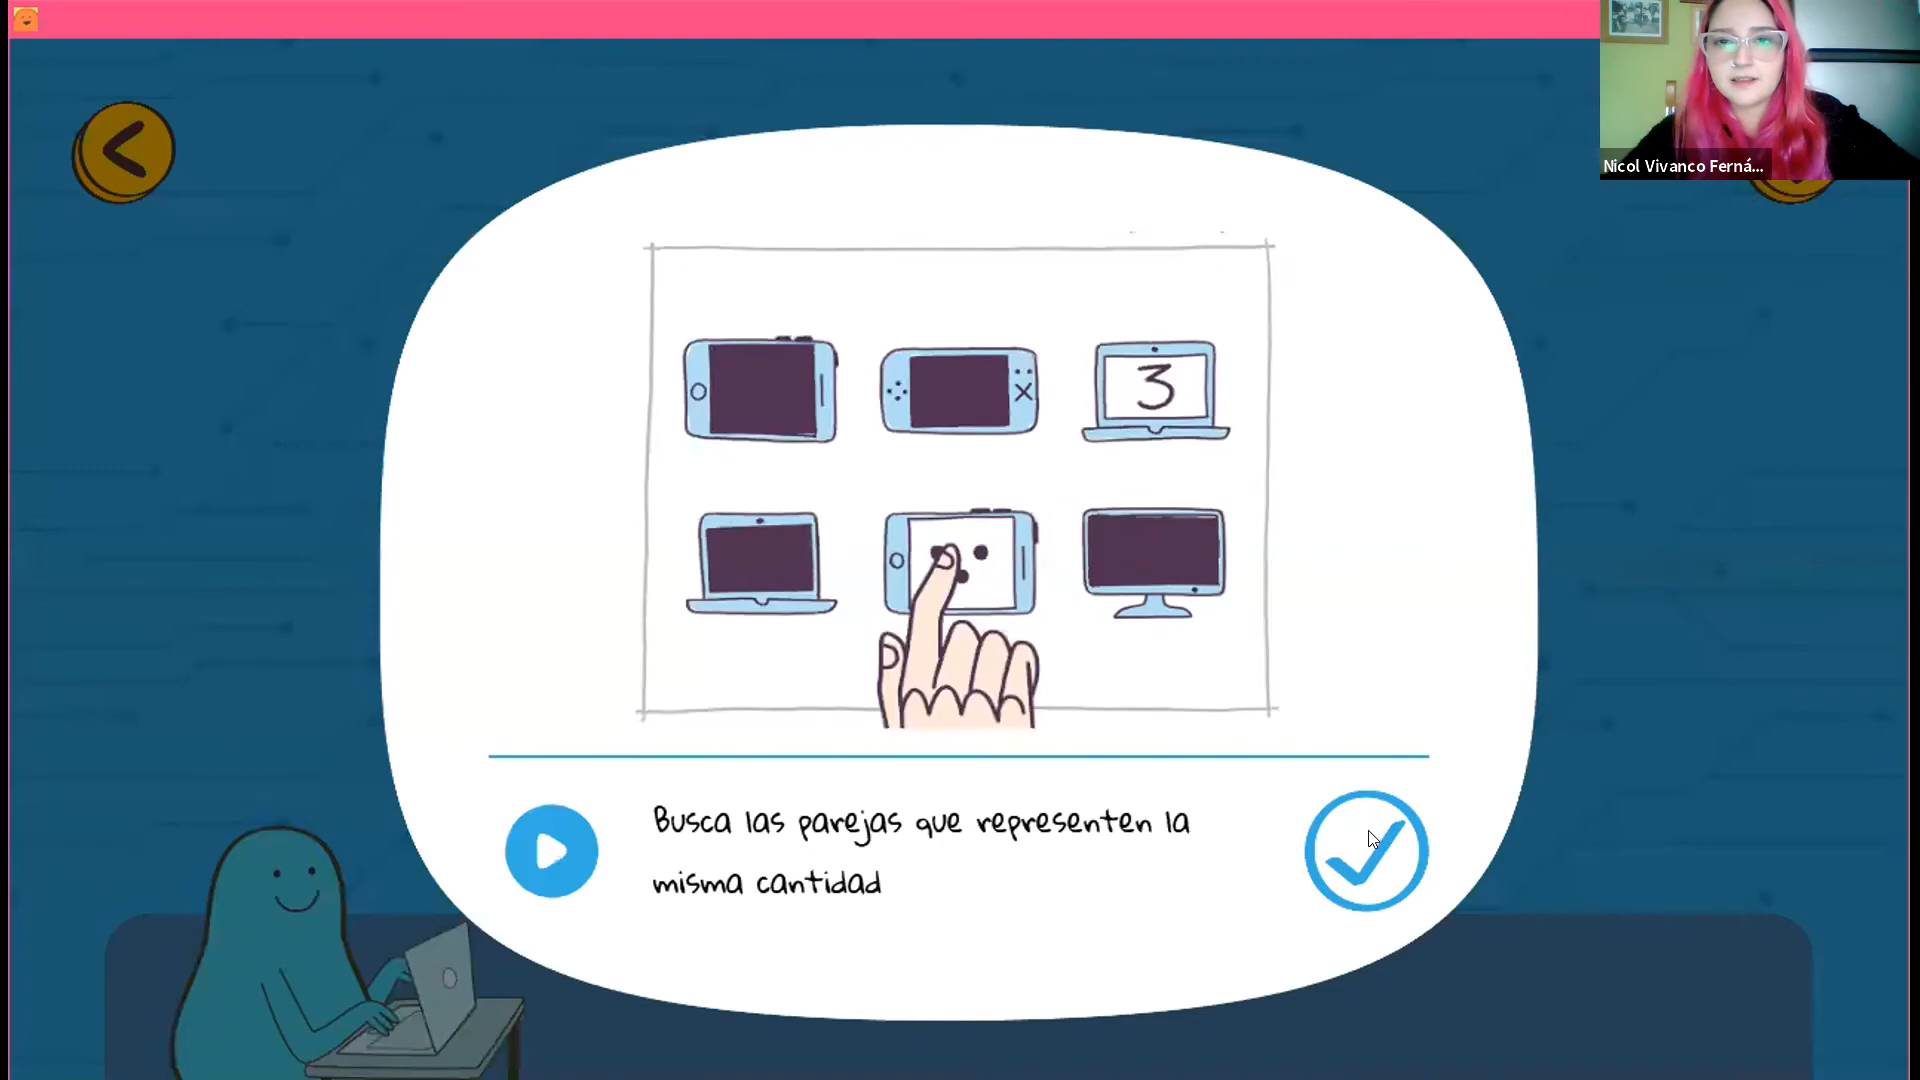 Nicol Vivanco Ferná...
3
Busca las parejas que representen la
misma cantidad